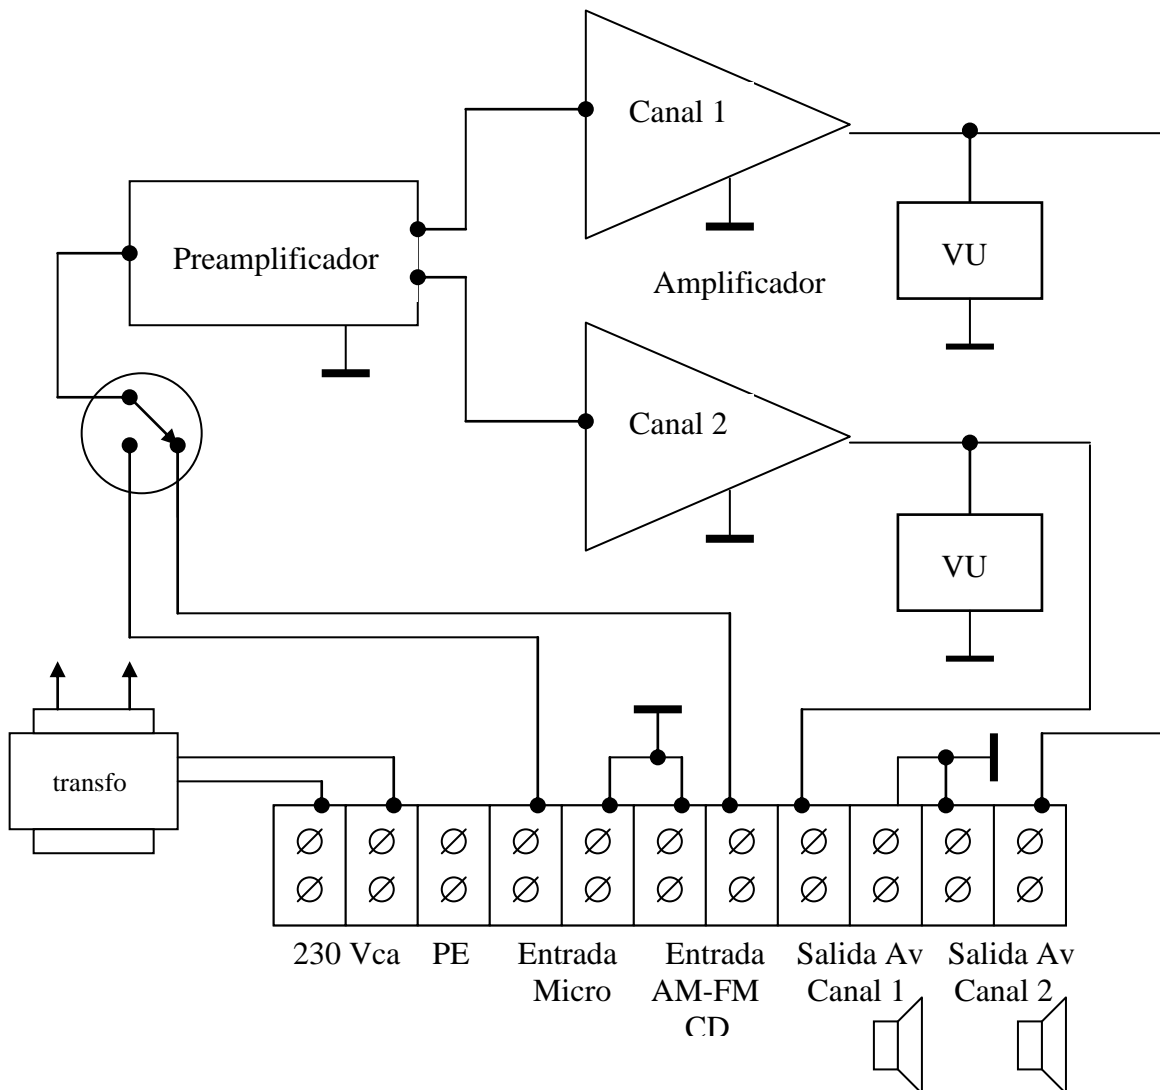 Canal 1
Preamplificador
VU
Amplificador
Canal 2
VU
transfo
230 Vca
PE
Entrada
Micro
Entrada
AM-FM
CD
Salida Av
Canal 1
Salida Av
Canal 2